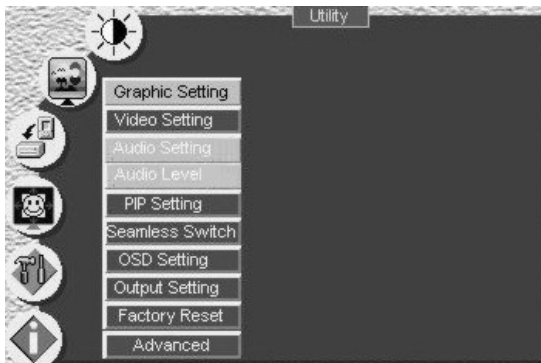 Utility
Graphic Setting
Video Setting
Audio Setting
Audio Level
PIP Setting
Seamless Switch
OSD Setting
Output Setting
Factory Reset
Advanced